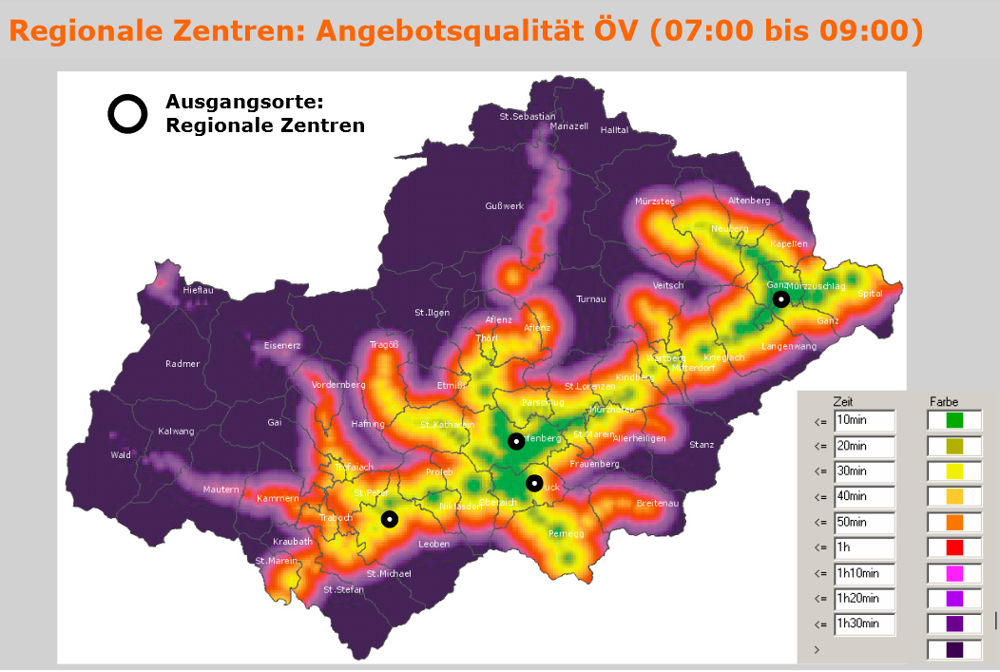 Regionale Zentren: Angebotsqualität ÖV (07:00 bis 09:00)
Ausgangsorte:
Regionale Zentren
St.Sebastian
Mariazell
Halltal
Gußwerk
Mürzsteg
Altenberg
Neuberg
Kapellen
Hieflau
Ganz
Mürzzuschlag
Spital
Veitsch
Turnau
St.Ilgen
Aflenz
Aflenz
Ganz
Thörl
Langenwang
Eisenerz
Tragöß
Radmer
Wartberg
Krieglach
Mitterdorf
Kindberg
Vordernberg
Etmißl
St.Lorenzen
Parschlug
Mürzhofen
Gai
Hafning
St.Katharein
Kalwang
St.Marein
Allerheiligen
Stanz
Wald
Trofaiach
Proleb
Frauenberg
Mautern
Kammern
St.Peter
Niklasdorf
Oberaich
Breitenau
Traboch
Pernegg
Kraubath
Leoben
St.Marein
St.Michael
St.Stefan
Zeit Farbe
<= 10min
<= 20min
<= 30min
<= 40min
<= 50min
<= 1h
<= 1h10min
<= 1h20min
<= 1h30min
>